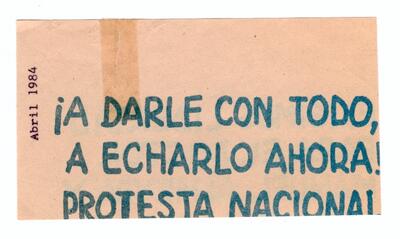 Abril 1984
¡A DARLE CON TODO,
A ECHARLO AHORA!
PROTESTA NACIONAL